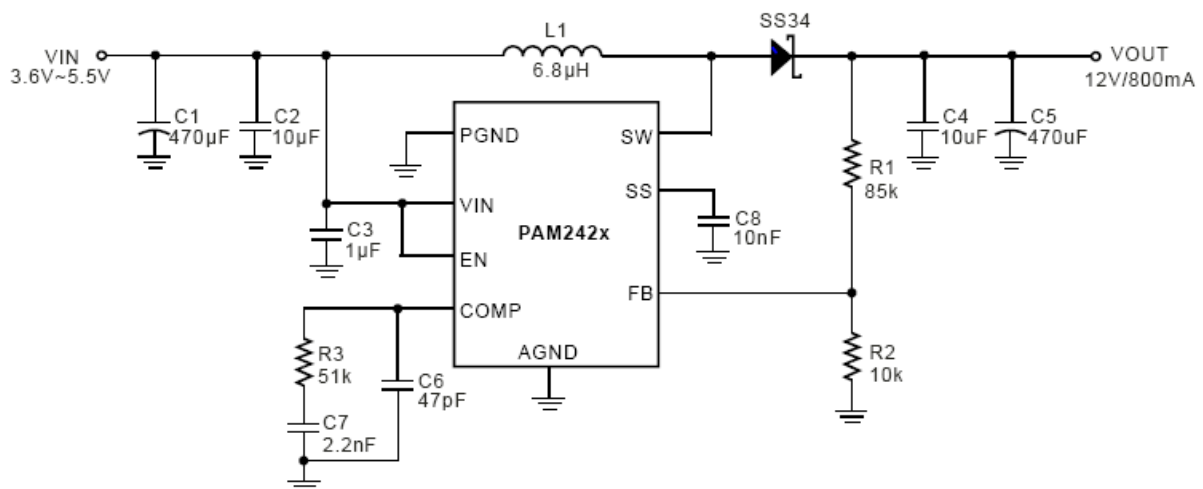 SS34
L1
6.8µH
VIN
3.6V~5.5V
VOUT
12V/800mA
C1
470µF
C2
10µF
C4
10uF
C5
470uF
PGND
SW
R1
85k
SS
VIN
C3
1µF
PAM242x
C8
10nF
EN
FB
COMP
AGND
R3
51k
C6
47pF
R2
10k
C7
2.2nF